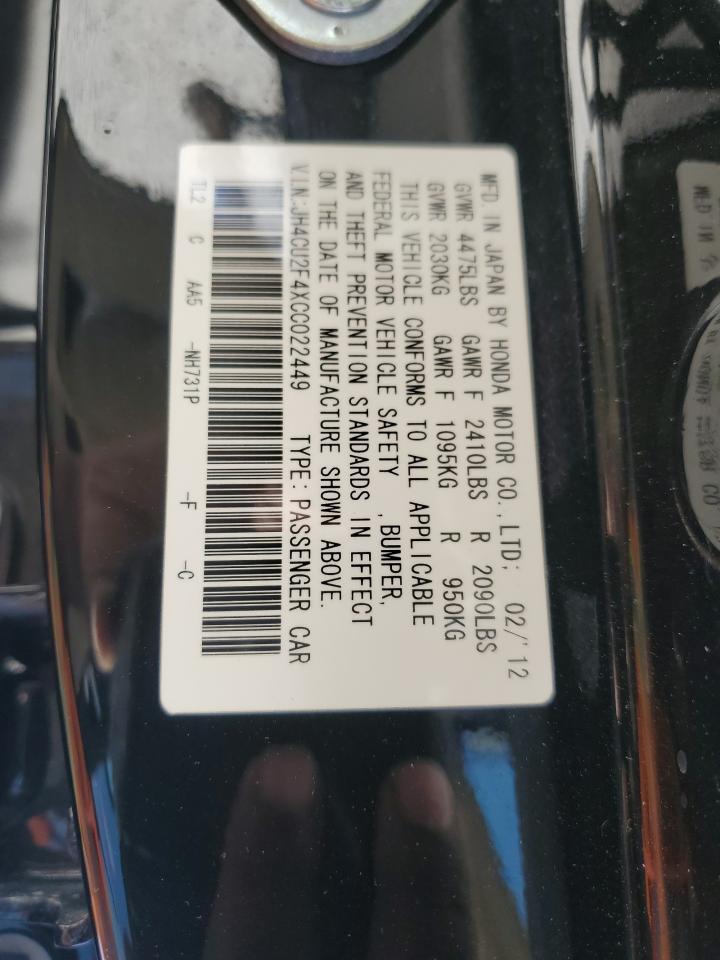 MFD IN JAPAN BY HONDA MOTOR CO.,LTD; 02/'12
GVWR 4475LBS GAWR F 2410LBS R 2090LBS
GVWR 2030KG GAWR F 1095KG R 950KG
THIS VEHICLE CONFORMS TO ALL APPLICABLE
FEDERAL MOTOR VEHICLE SAFETY ,BUMPER,
AND THEFT PREVENTION STANDARDS IN EFFECT
ON THE DATE OF MANUFACTURE SHOWN ABOVE.
V.I.N:JH4CU2F4XCC022449 TYPE:PASSENGER CAR
TL2 C AA5 -NH731P -F -C